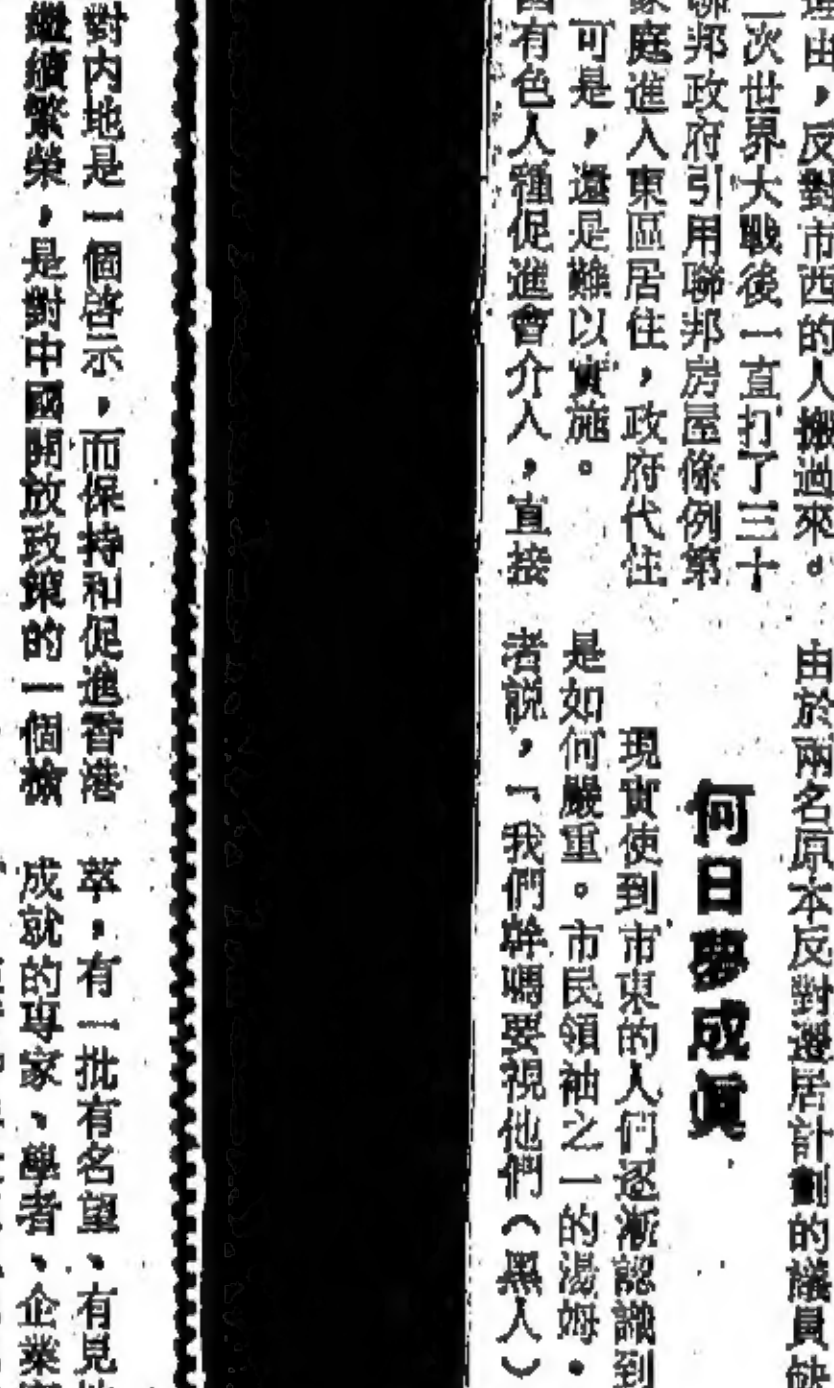 由，反對市西的人搬過來。
二次世界大戰後一直打了三十
聯邦政府引用聯邦房屋條例第
家庭進入東區居住，政府代住
可是，還是難以實施。
有色人種促進會介入，直接
由於兩名原本反對遷居計劃的議員缺
何日夢成眞
現實使到市東的人們逐漸認識到
是如何嚴重。市民領袖之一的湯姆·
者說，「我們幹嗎要視他們（黑人）
對內地是一個啓示，而保持和促進香港
繼續繁榮，是對中國開放政策的一個檢
萃，有一批有名望、有見
成就的專家、學者、企業